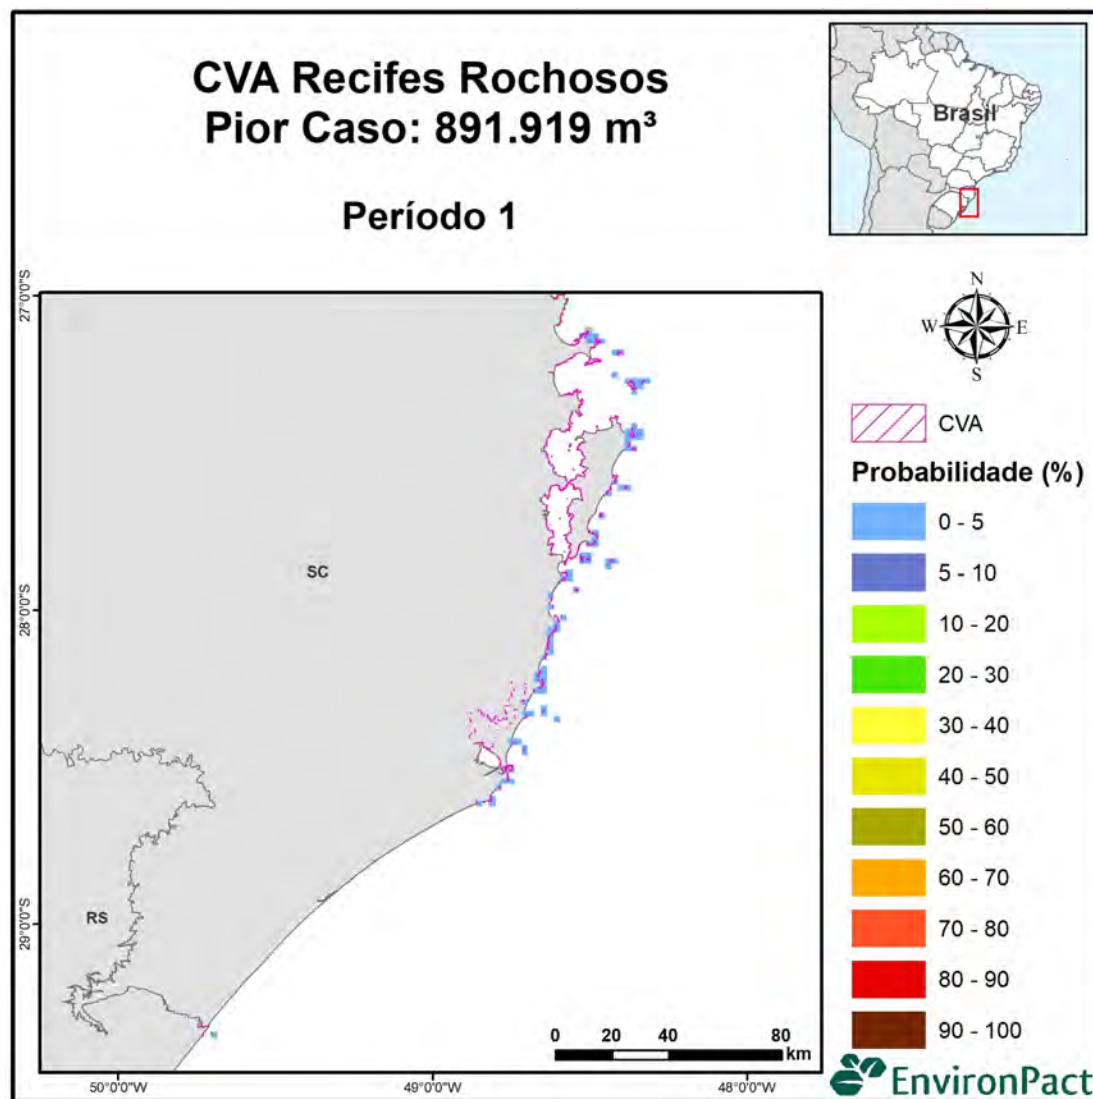 CVA Recifes Rochosos
Pior Caso: 891.919 m³
Período 1
Brasil
27°0'0"S
28°0'0"S
29°0'0"S
50°0'0"W
49°0'0"W
48°0'0"W
SC
RS
0 20 40 80
km
N
W E
S
CVA
Probabilidade (%)
0 - 5
5 - 10
10 - 20
20 - 30
30 - 40
40 - 50
50 - 60
60 - 70
70 - 80
80 - 90
90 - 100
EnvironPact